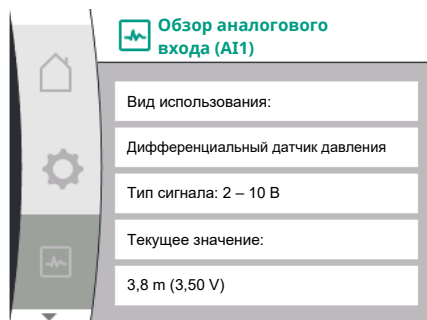 Обзор аналогового
входа (AI1)
Вид использования:
Дифференциальный датчик давления
Тип сигнала: 2 – 10 В
Текущее значение:
3,8 m (3,50 V)